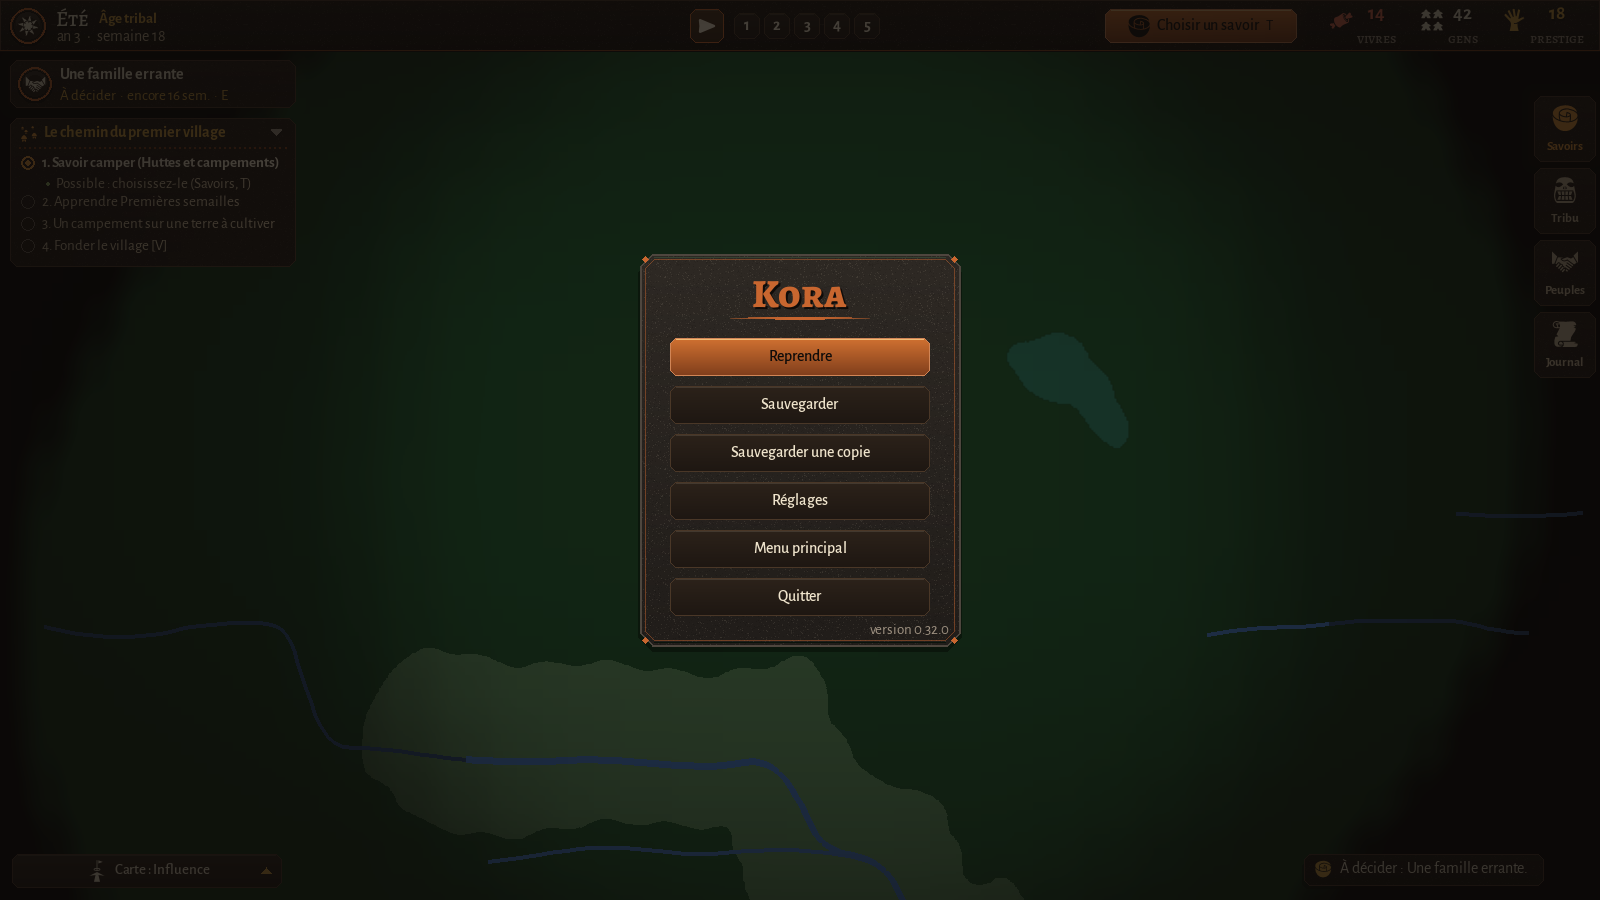 Été Âge tribal
an 3 · semaine 18
1 2 3 4 5
Choisir un savoir T
14
VIVRES
42
GENS
18
PRESTIGE
Une famille errante
À décider · encore 16 sem. · E
Le chemin du premier village
1. Savoir camper (Huttes et campements)
• Possible : choisissez-le (Savoirs, T)
2. Apprendre Premières semailles
3. Un campement sur une terre à cultiver
4. Fonder le village [V]
Savoirs
Tribu
Peuples
Journal
Kora
Reprendre
Sauvegarder
Sauvegarder une copie
Réglages
Menu principal
Quitter
version 0.32.0
Carte : Influence
À décider : Une famille errante.